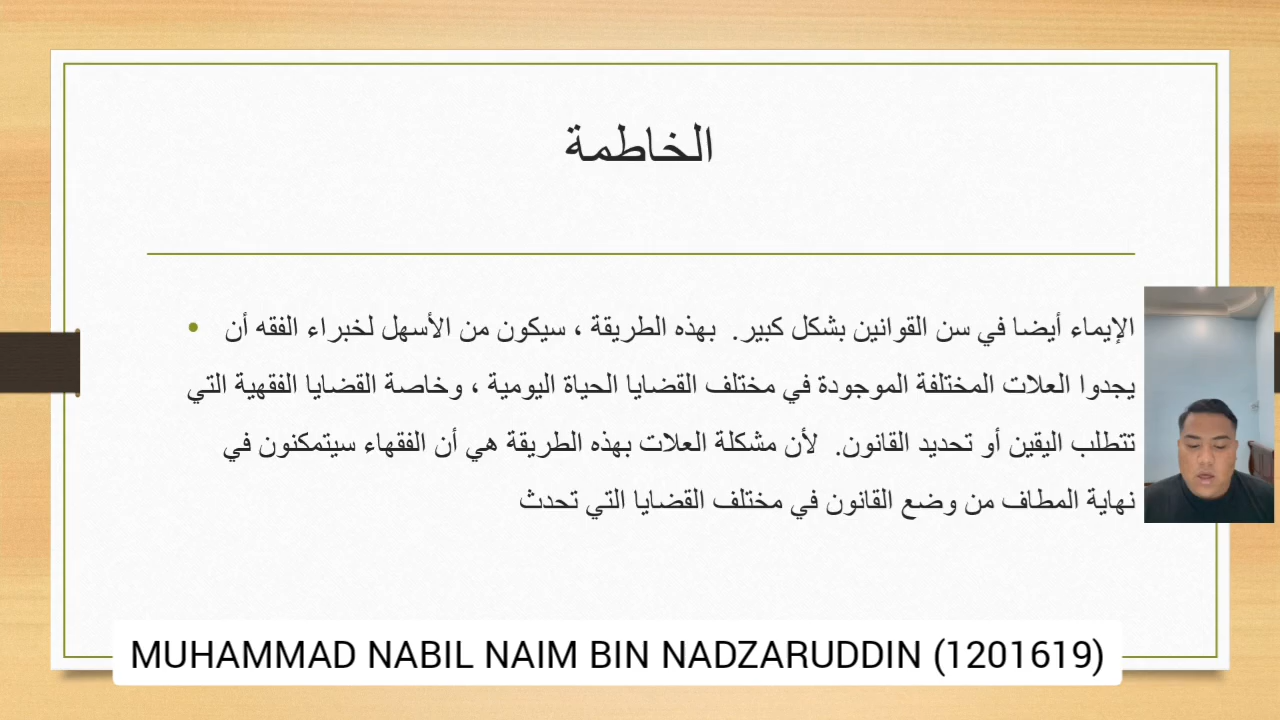 الخاطمة
الإيماء أيضا في سن القوانين بشكل كبير. بهذه الطريقة ، سيكون من الأسهل لخبراء الفقه أن
يجدوا العلات المختلفة الموجودة في مختلف القضايا الحياة اليومية ، وخاصة القضايا الفقهية التي
تتطلب اليقين أو تحديد القانون. لأن مشكلة العلات بهذه الطريقة هي أن الفقهاء سيتمكنون في
نهاية المطاف من وضع القانون في مختلف القضايا التي تحدث
MUHAMMAD NABIL NAIM BIN NADZARUDDIN (1201619)